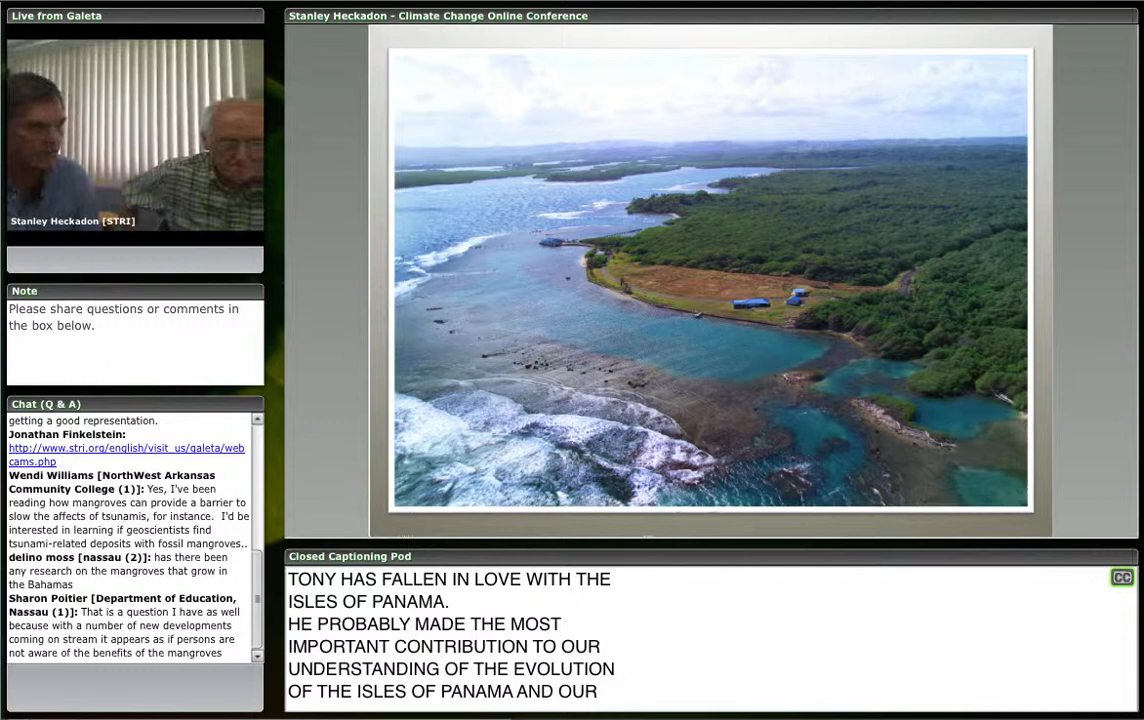 Live from Galeta
Stanley Heckadon [STRI]
Note
Please share questions or comments in
the box below.
Chat (Q & A)
getting a good representation.
Jonathan Finkelstein:
http://www.stri.org/english/visit_us/galeta/web
cams.php
Wendi Williams [NorthWest Arkansas
Community College (1)]: Yes, I've been
reading how mangroves can provide a barrier to
slow the affects of tsunamis, for instance. I'd be
interested in learning if geoscientists find
tsunami-related deposits with fossil mangroves..
delino moss [nassau (2)]: has there been
any research on the mangroves that grow in
the Bahamas
Sharon Poitier [Department of Education,
Nassau (1)]: That is a question I have as well
because with a number of new developments
coming on stream it appears as if persons are
not aware of the benefits of the mangroves
Stanley Heckadon - Climate Change Online Conference
Closed Captioning Pod
TONY HAS FALLEN IN LOVE WITH THE
ISLES OF PANAMA.
HE PROBABLY MADE THE MOST
IMPORTANT CONTRIBUTION TO OUR
UNDERSTANDING OF THE EVOLUTION
OF THE ISLES OF PANAMA AND OUR
CC